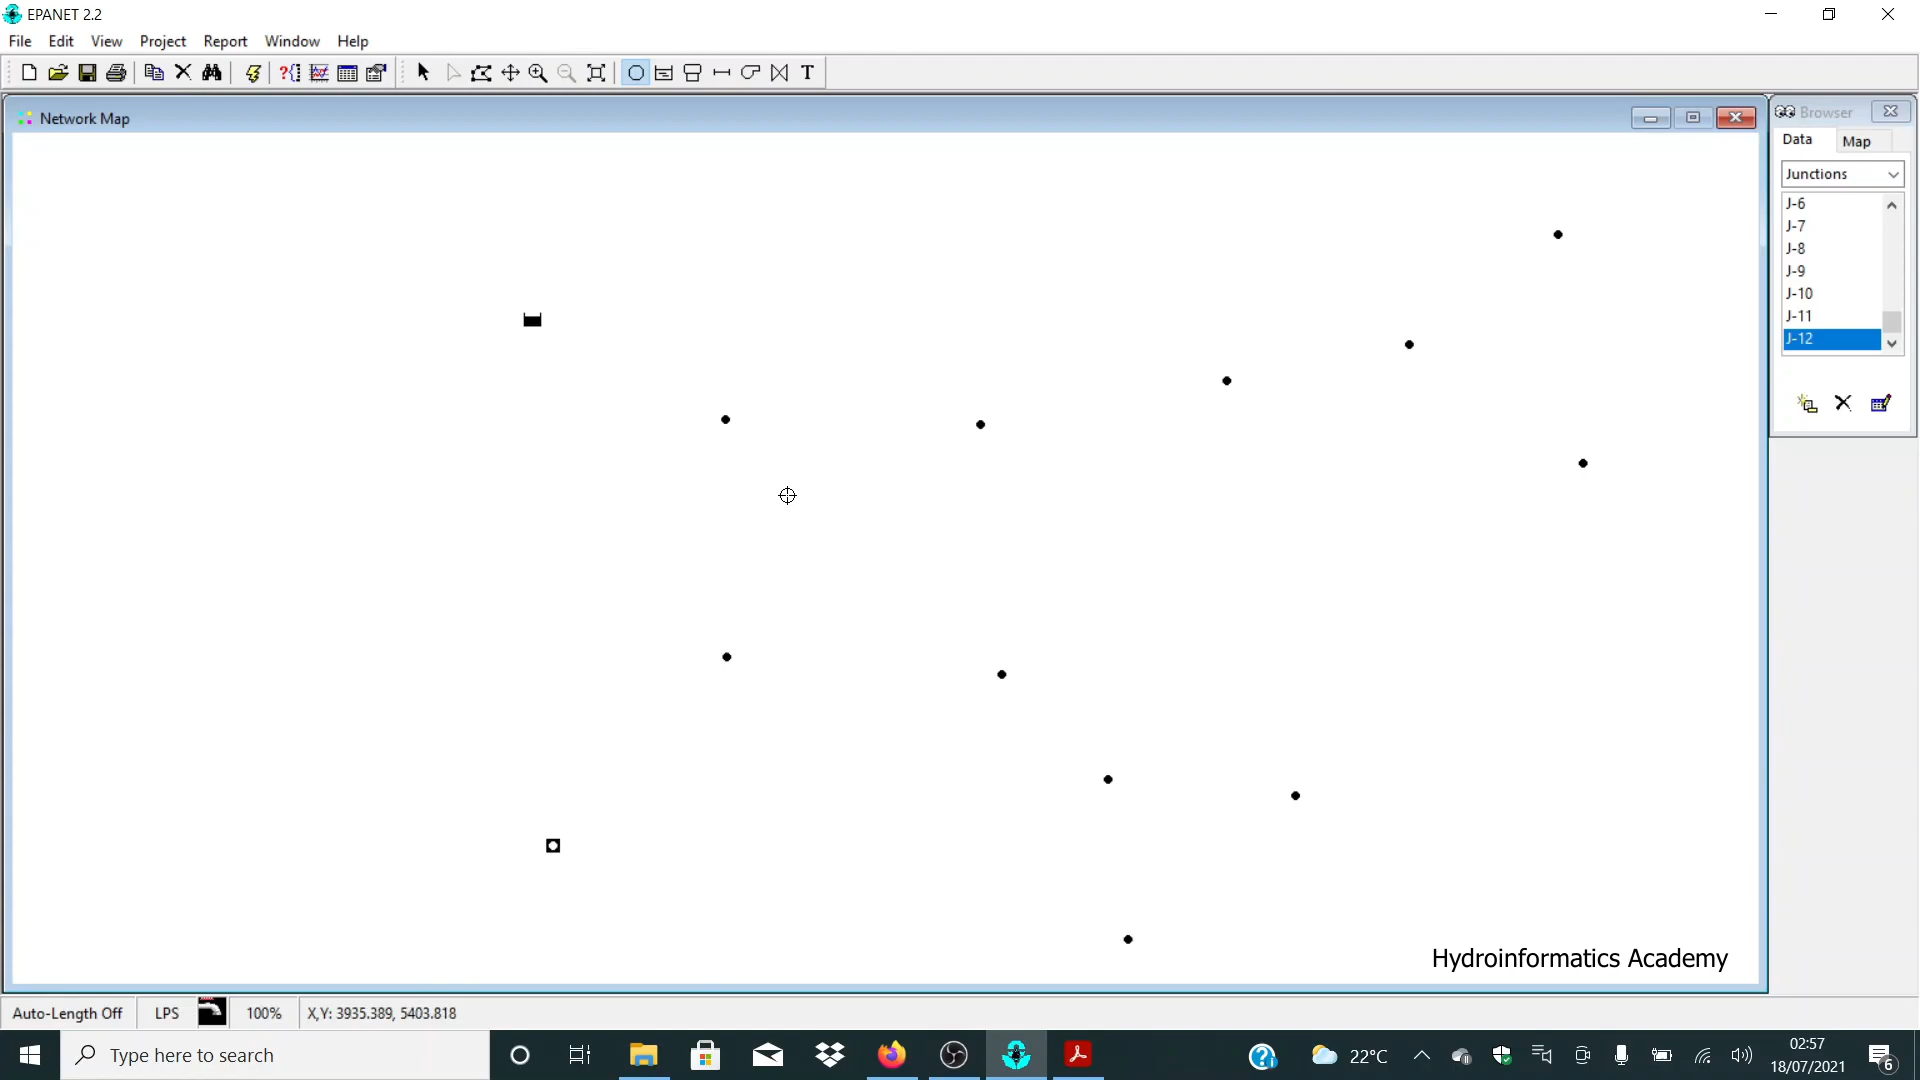 EPANET 2.2
File Edit View Project Report Window Help
T
Network Map
Browser
Data Map
Junctions
J-6
J-7
J-8
J-9
J-10
J-11
J-12
Hydroinformatics Academy
Auto-Length Off LPS 100% X,Y: 3935.389, 5403.818
Type here to search
22°C
02:57
18/07/2021
6